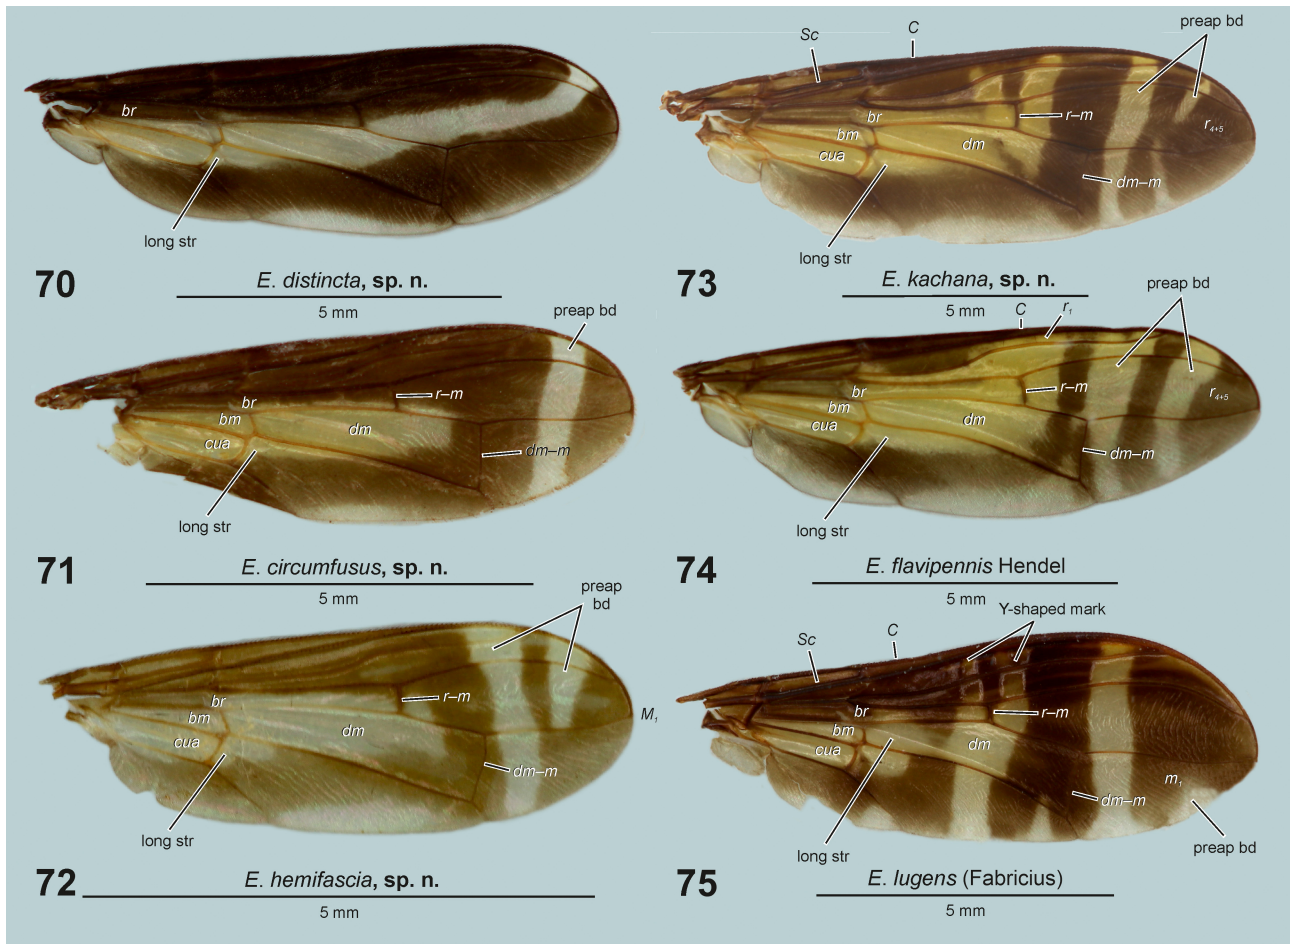 br
long str
70
E. distincta, sp. n.
5 mm
preap bd
r–m
br
bm
cua
dm
dm–m
long str
71
E. circumfusus, sp. n.
5 mm
preap
bd
br
r–m
bm
cua
dm
M1
dm–m
long str
72
E. hemifascia, sp. n.
5 mm
Sc
C
preap bd
br
r–m
bm
cua
dm
r4+5
dm–m
long str
73
E. kachana, sp. n.
5 mm
C
r1
preap bd
br
r–m
bm
cua
dm
r4+5
dm–m
long str
74
E. flavipennis Hendel
5 mm
Y-shaped mark
Sc
C
br
r–m
bm
cua
dm
m1
dm–m
long str
preap bd
75
E. lugens (Fabricius)
5 mm